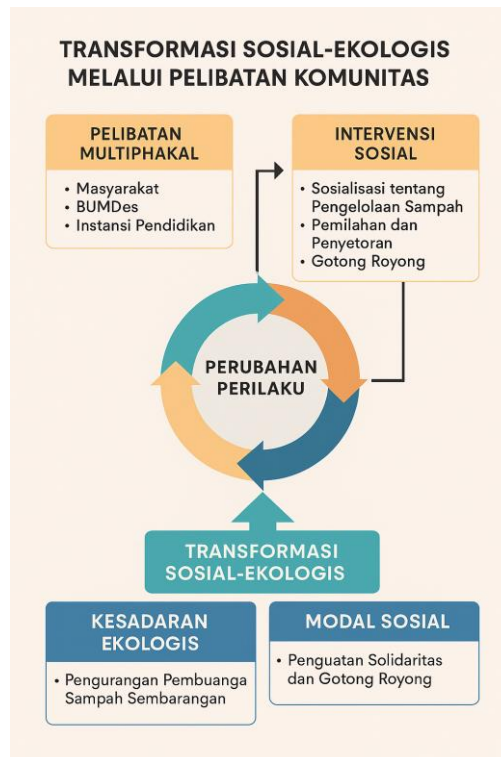 TRANSFORMASI SOSIAL-EKOLOGIS
MELALUI PELIBATAN KOMUNITAS
PELIBATAN
MULTIPHAKAL
• Masyarakat
• BUMDes
• Instansi Pendidikan
INTERVENSI
SOSIAL
• Sosialisasi tentang
Pengelolaan Sampah
• Pemilahan dan
Penyetoran
• Gotong Royong
PERUBAHAN
PERILAKU
TRANSFORMASI
SOSIAL-EKOLOGIS
KESADARAN
EKOLOGIS
• Pengurangan Pembuanga
Sampah Sembarangan
MODAL SOSIAL
• Penguatan Solidaritas
dan Gotong Royong